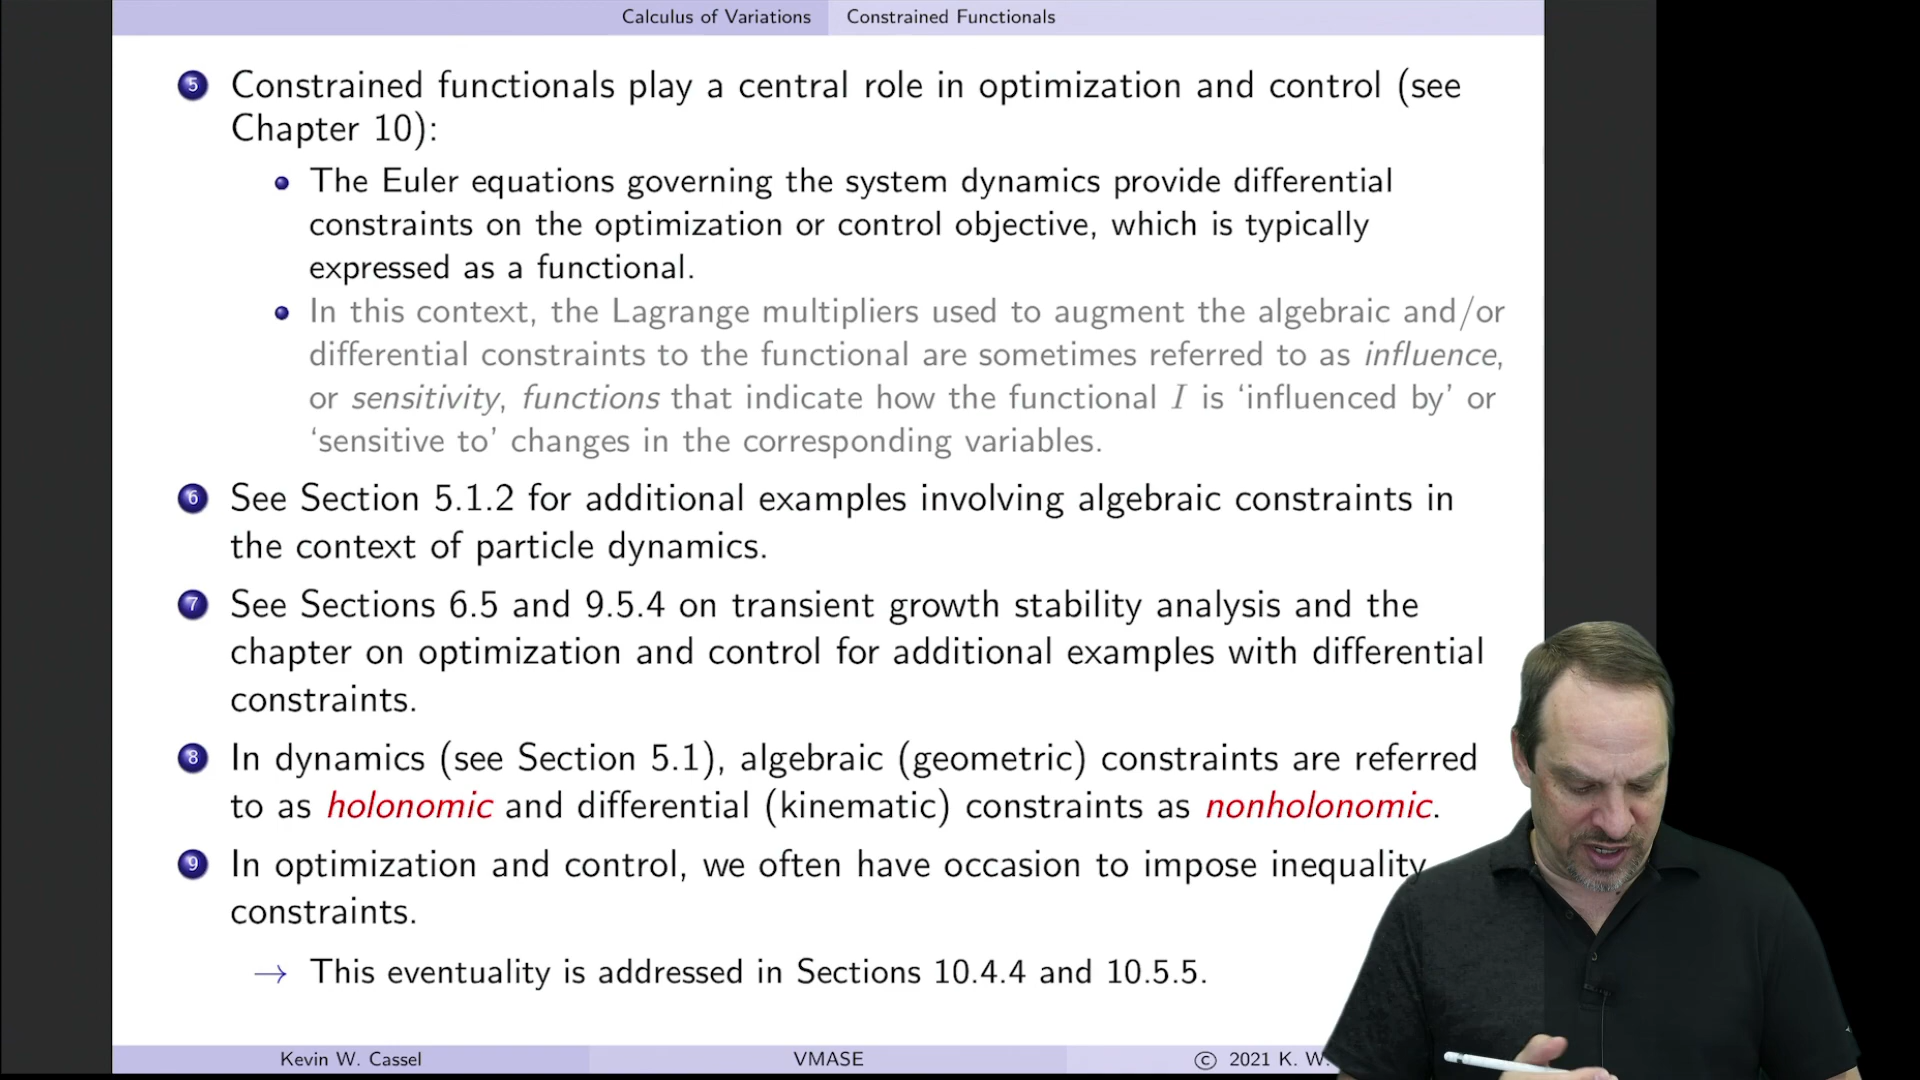 Calculus of Variations Constrained Functionals
5 Constrained functionals play a central role in optimization and control (see
Chapter 10):
• The Euler equations governing the system dynamics provide differential
constraints on the optimization or control objective, which is typically
expressed as a functional.
• In this context, the Lagrange multipliers used to augment the algebraic and/or
differential constraints to the functional are sometimes referred to as influence,
or sensitivity, functions that indicate how the functional I is ‘influenced by’ or
‘sensitive to’ changes in the corresponding variables.
6 See Section 5.1.2 for additional examples involving algebraic constraints in
the context of particle dynamics.
7 See Sections 6.5 and 9.5.4 on transient growth stability analysis and the
chapter on optimization and control for additional examples with differential
constraints.
8 In dynamics (see Section 5.1), algebraic (geometric) constraints are referred
to as holonomic and differential (kinematic) constraints as nonholonomic.
9 In optimization and control, we often have occasion to impose inequality
constraints.
→ This eventuality is addressed in Sections 10.4.4 and 10.5.5.
Kevin W. Cassel VMASE © 2021 K. W.